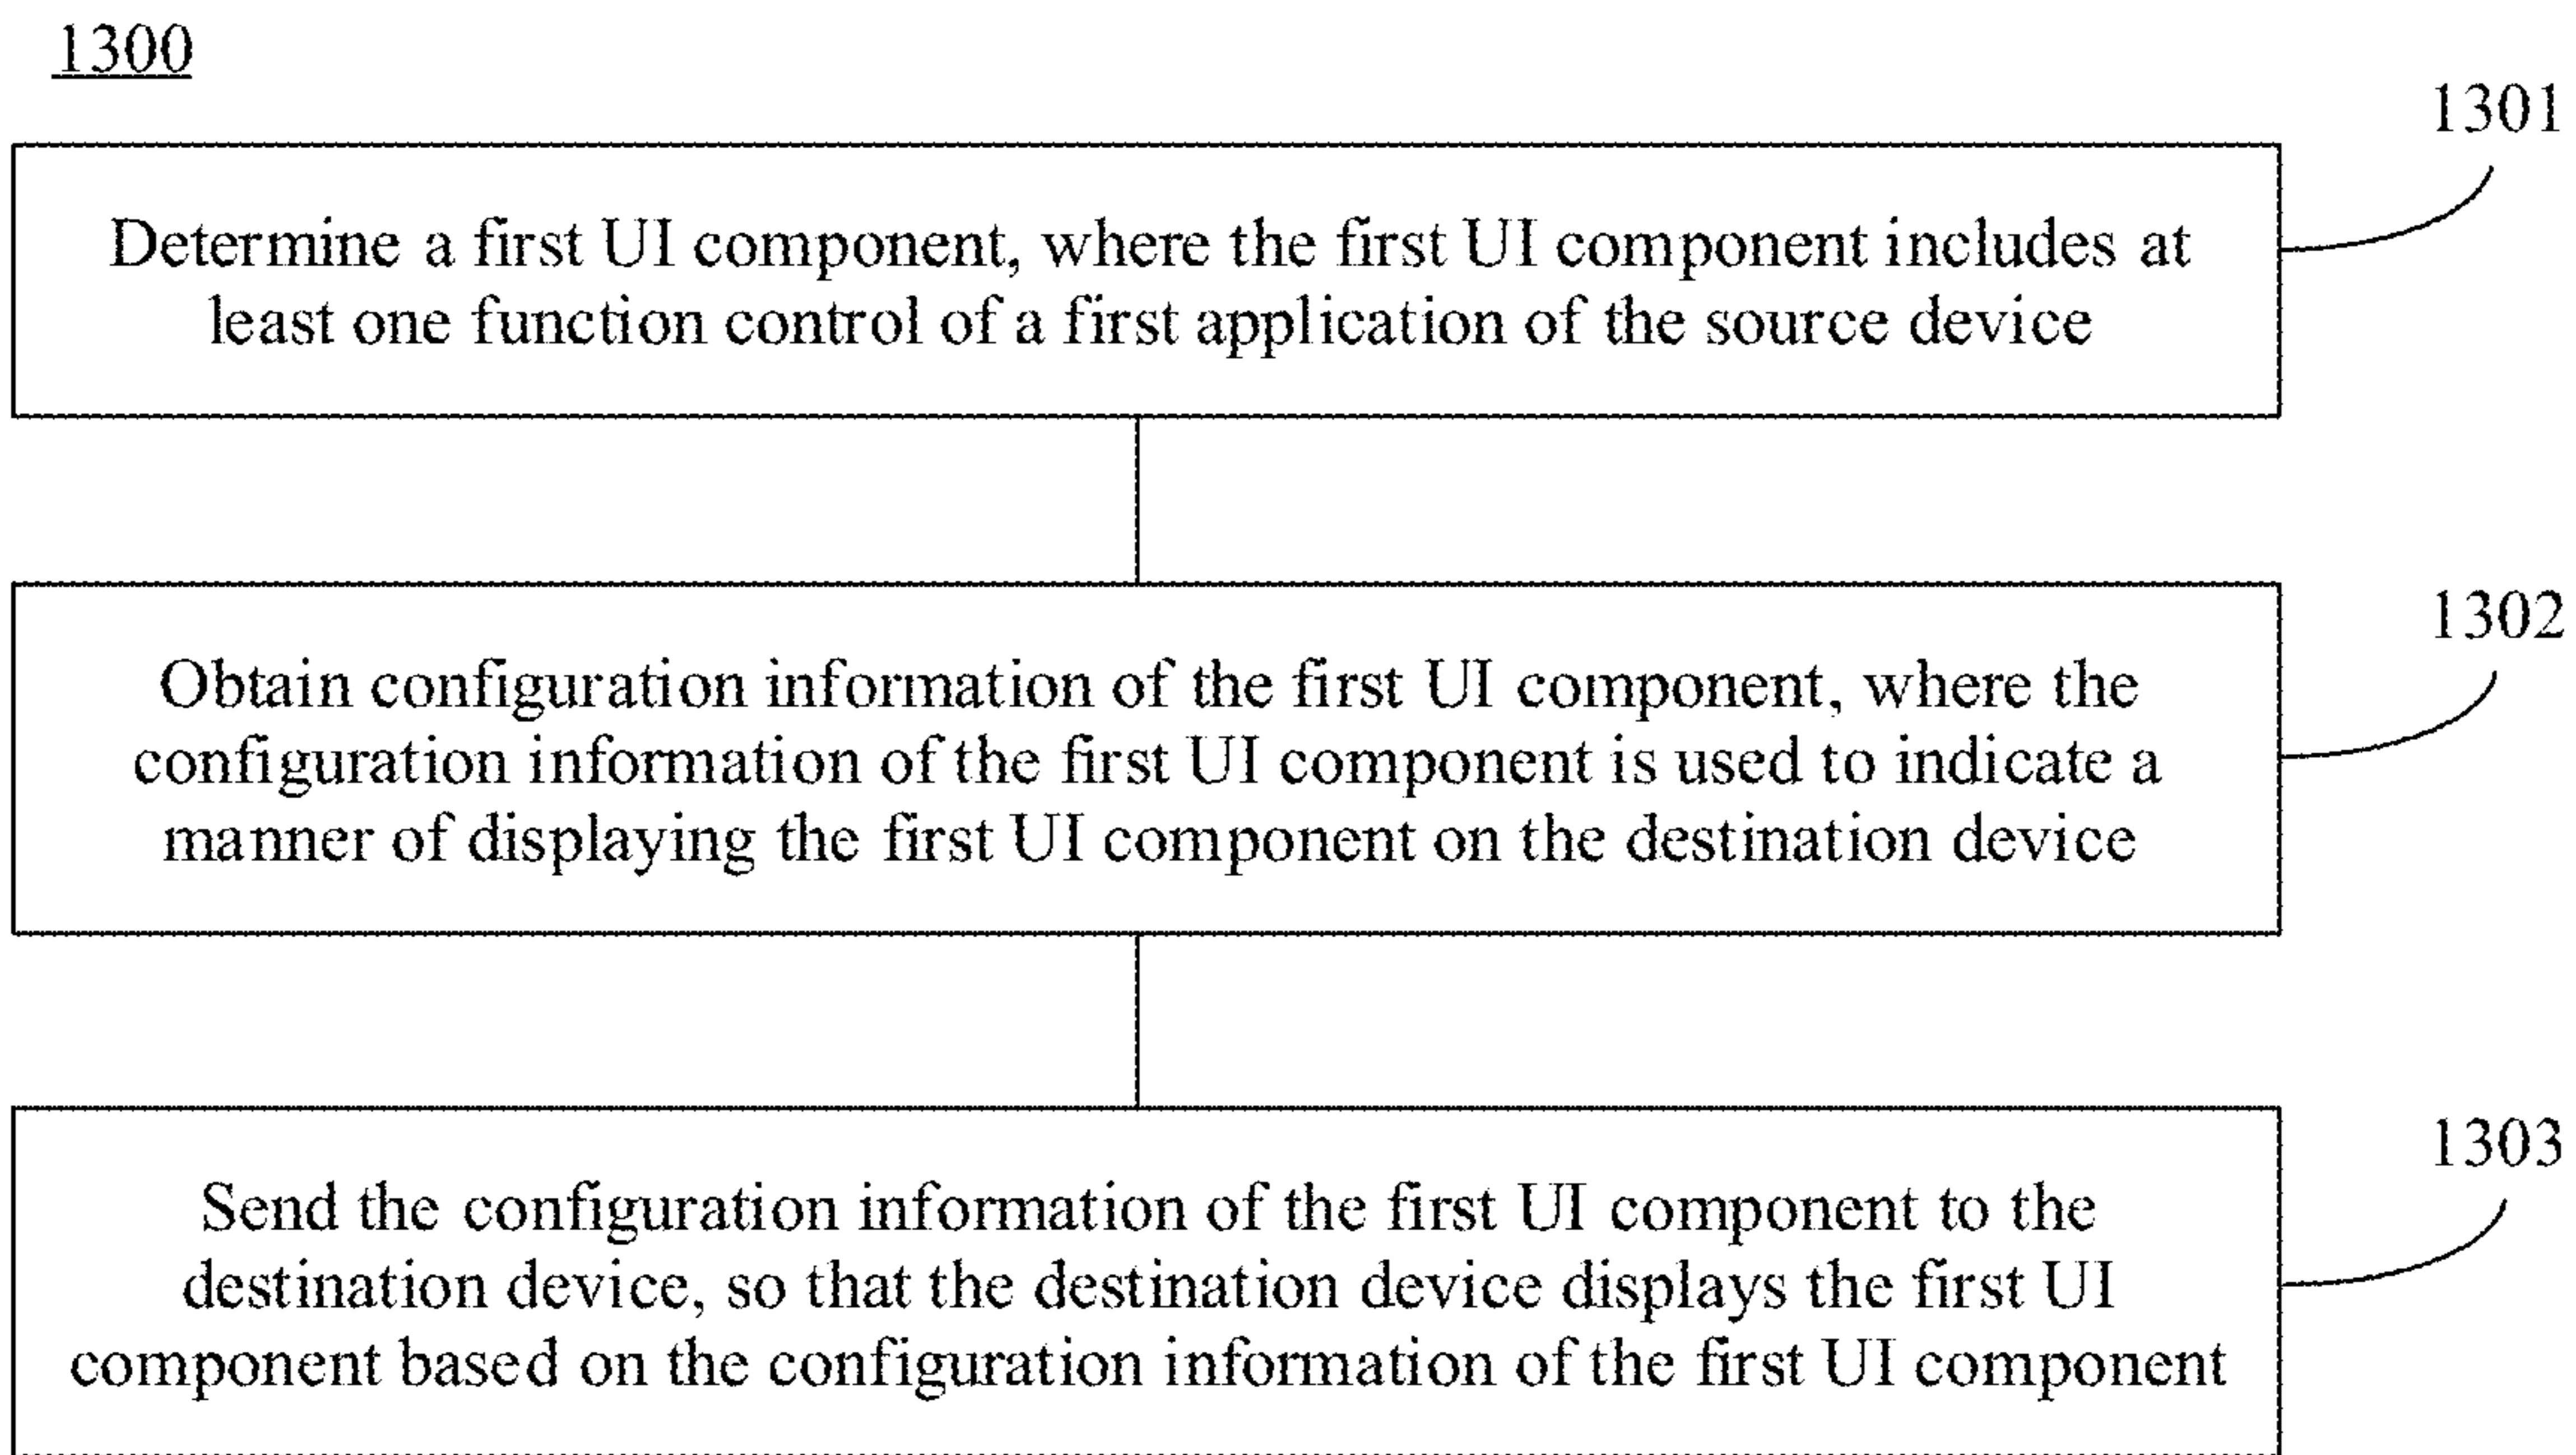 1300
1301
Determine a first UI component, where the first UI component includes at
least one function control of a first application of the source device
1302
Obtain configuration information of the first UI component, where the
configuration information of the first UI component is used to indicate a
manner of displaying the first UI component on the destination device
1303
Send the configuration information of the first UI component to the
destination device, so that the destination device displays the first UI
component based on the configuration information of the first UI component